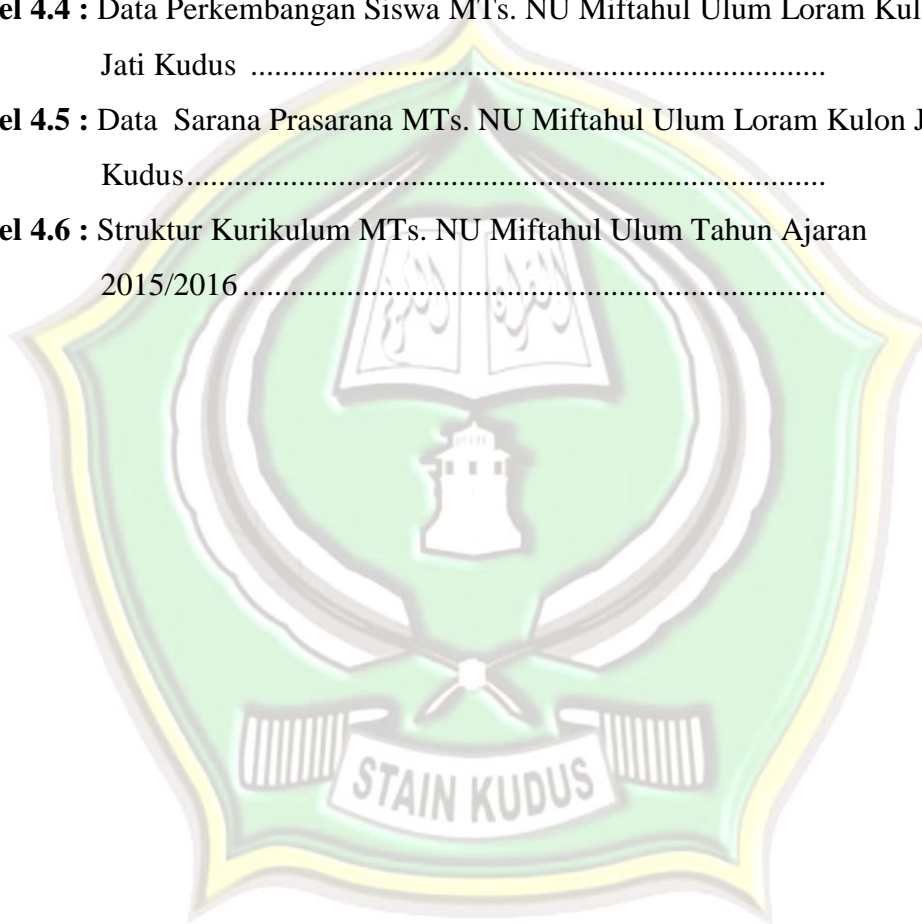 el 4.4 : Data Perkembangan Siswa MTs. NU Miftahul Ulum Loram Kul
Jati Kudus ........................................................................
el 4.5 : Data Sarana Prasarana MTs. NU Miftahul Ulum Loram Kulon J
Kudus................................................................................
el 4.6 : Struktur Kurikulum MTs. NU Miftahul Ulum Tahun Ajaran
2015/2016.........................................................................
STAIN KUDUS